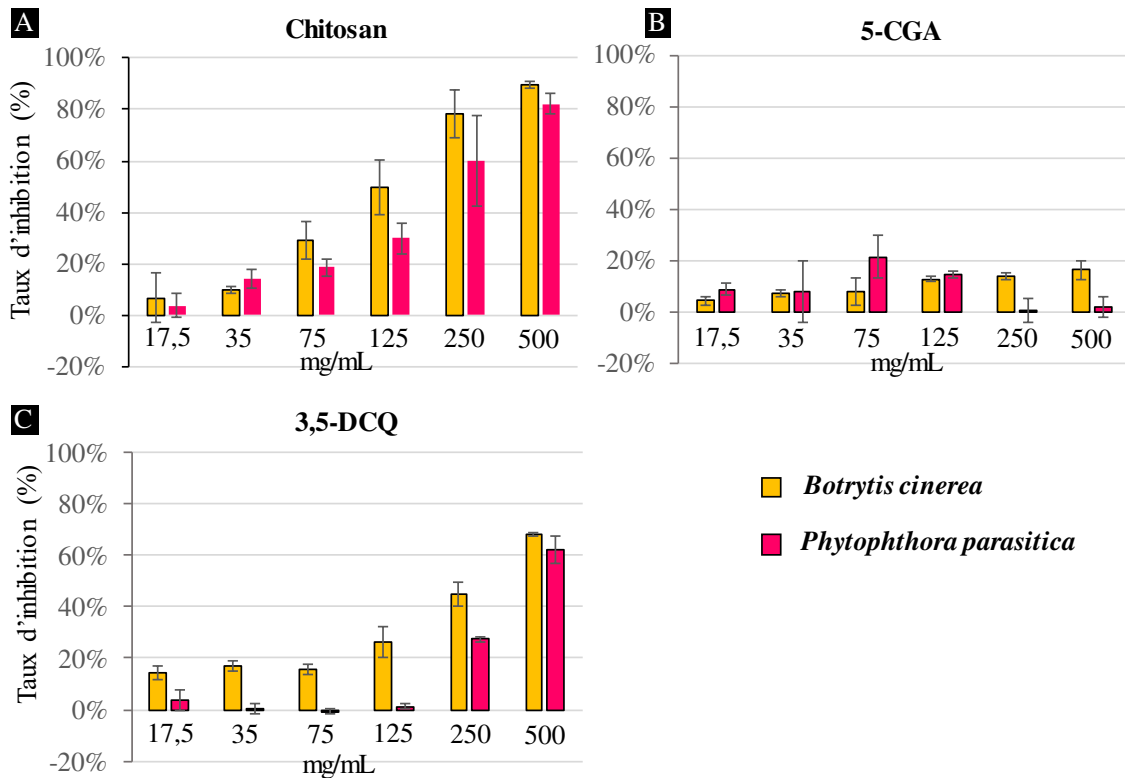 A
Chitosan
Taux d'inhibition (%)
100%
80%
60%
40%
20%
0%
-20%
17,5 35 75 125 250 500
mg/mL
B
5-CGA
Taux d'inhibition (%)
100%
80%
60%
40%
20%
0%
-20%
17,5 35 75 125 250 500
mg/mL
C
3,5-DCQ
Taux d'inhibition (%)
100%
80%
60%
40%
20%
0%
-20%
17,5 35 75 125 250 500
mg/mL
Botrytis cinerea
Phytophthora parasitica